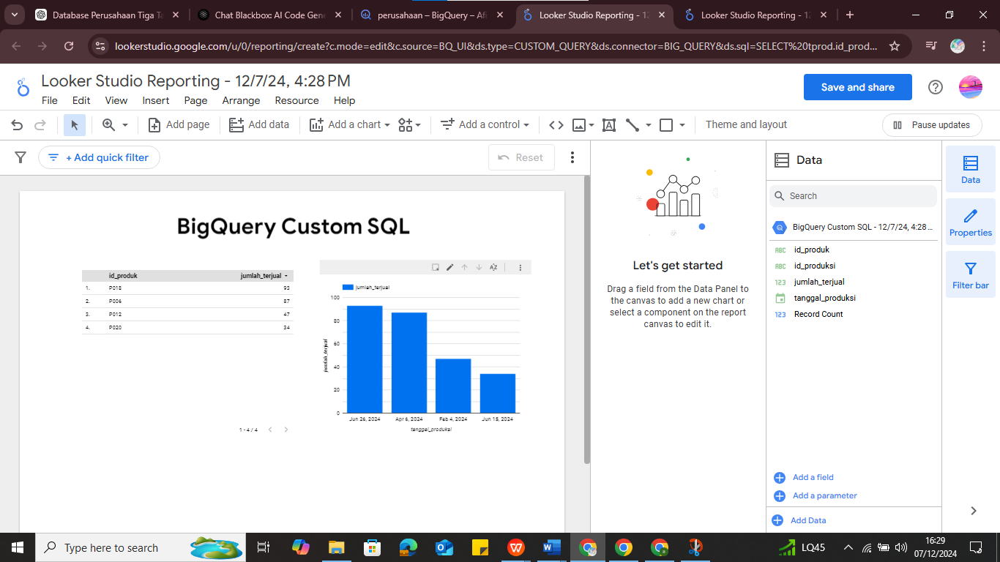 Database Perusahaan Tiga Ta
Chat Blackbox: AI Code Gene
perusahaan – BigQuery – Afi
Looker Studio Reporting - 12
Looker Studio Reporting - 12
lookerstudio.google.com/u/0/reporting/create?c.mode=edit&c.source=BQ_UI&ds.type=CUSTOM_QUERY&ds.connector=BIG_QUERY&ds.sql=SELECT%20tprod.id_prod...
Looker Studio Reporting - 12/7/24, 4:28 PM
File Edit View Insert Page Arrange Resource Help
Save and share
Add page
Add data
Add a chart
Add a control
Theme and layout
Pause updates
+ Add quick filter
Reset
BigQuery Custom SQL
id_produk jumlah_terjual
1. P018 93
2. P006 87
3. P012 47
4. P020 34
1 - 4 / 4
jumlah_terjual
100
80
60
40
20
0
jumlah_terjual
Jun 26, 2024 Apr 6, 2024 Feb 4, 2024 Jun 15, 2024
tanggal_produksi
Let's get started
Drag a field from the Data Panel to
the canvas to add a new chart or
select a component on the report
canvas to edit it.
Data
Search
BigQuery Custom SQL - 12/7/24, 4:28 ...
ABC id_produk
ABC id_produksi
123 jumlah_terjual
tanggal_produksi
123 Record Count
Add a field
Add a parameter
Add Data
Data
Properties
Filter bar
Type here to search
LQ45
16:29
07/12/2024